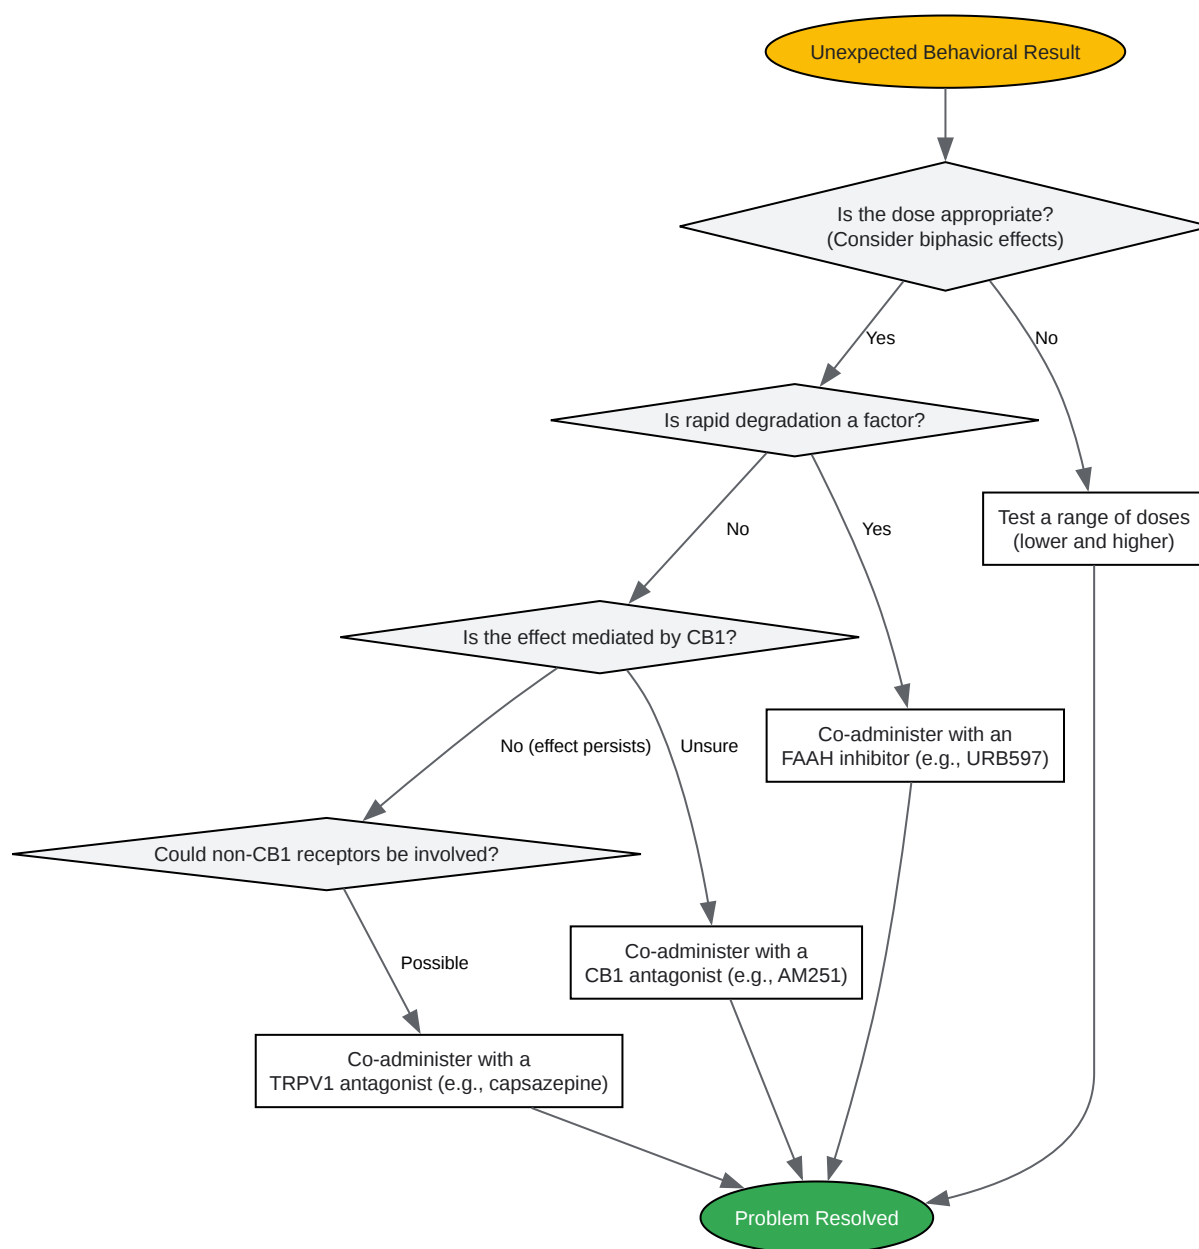 Unexpected Behavioral Result
Is the dose appropriate?
(Consider biphasic effects)
Yes
No
Is rapid degradation a factor?
Test a range of doses
(lower and higher)
No
Yes
Is the effect mediated by CB1?
Co-administer with an
FAAH inhibitor (e.g., URB597)
No (effect persists)
Unsure
Could non-CB1 receptors be involved?
Co-administer with a
CB1 antagonist (e.g., AM251)
Possible
Co-administer with a
TRPV1 antagonist (e.g., capsazepine)
Problem Resolved